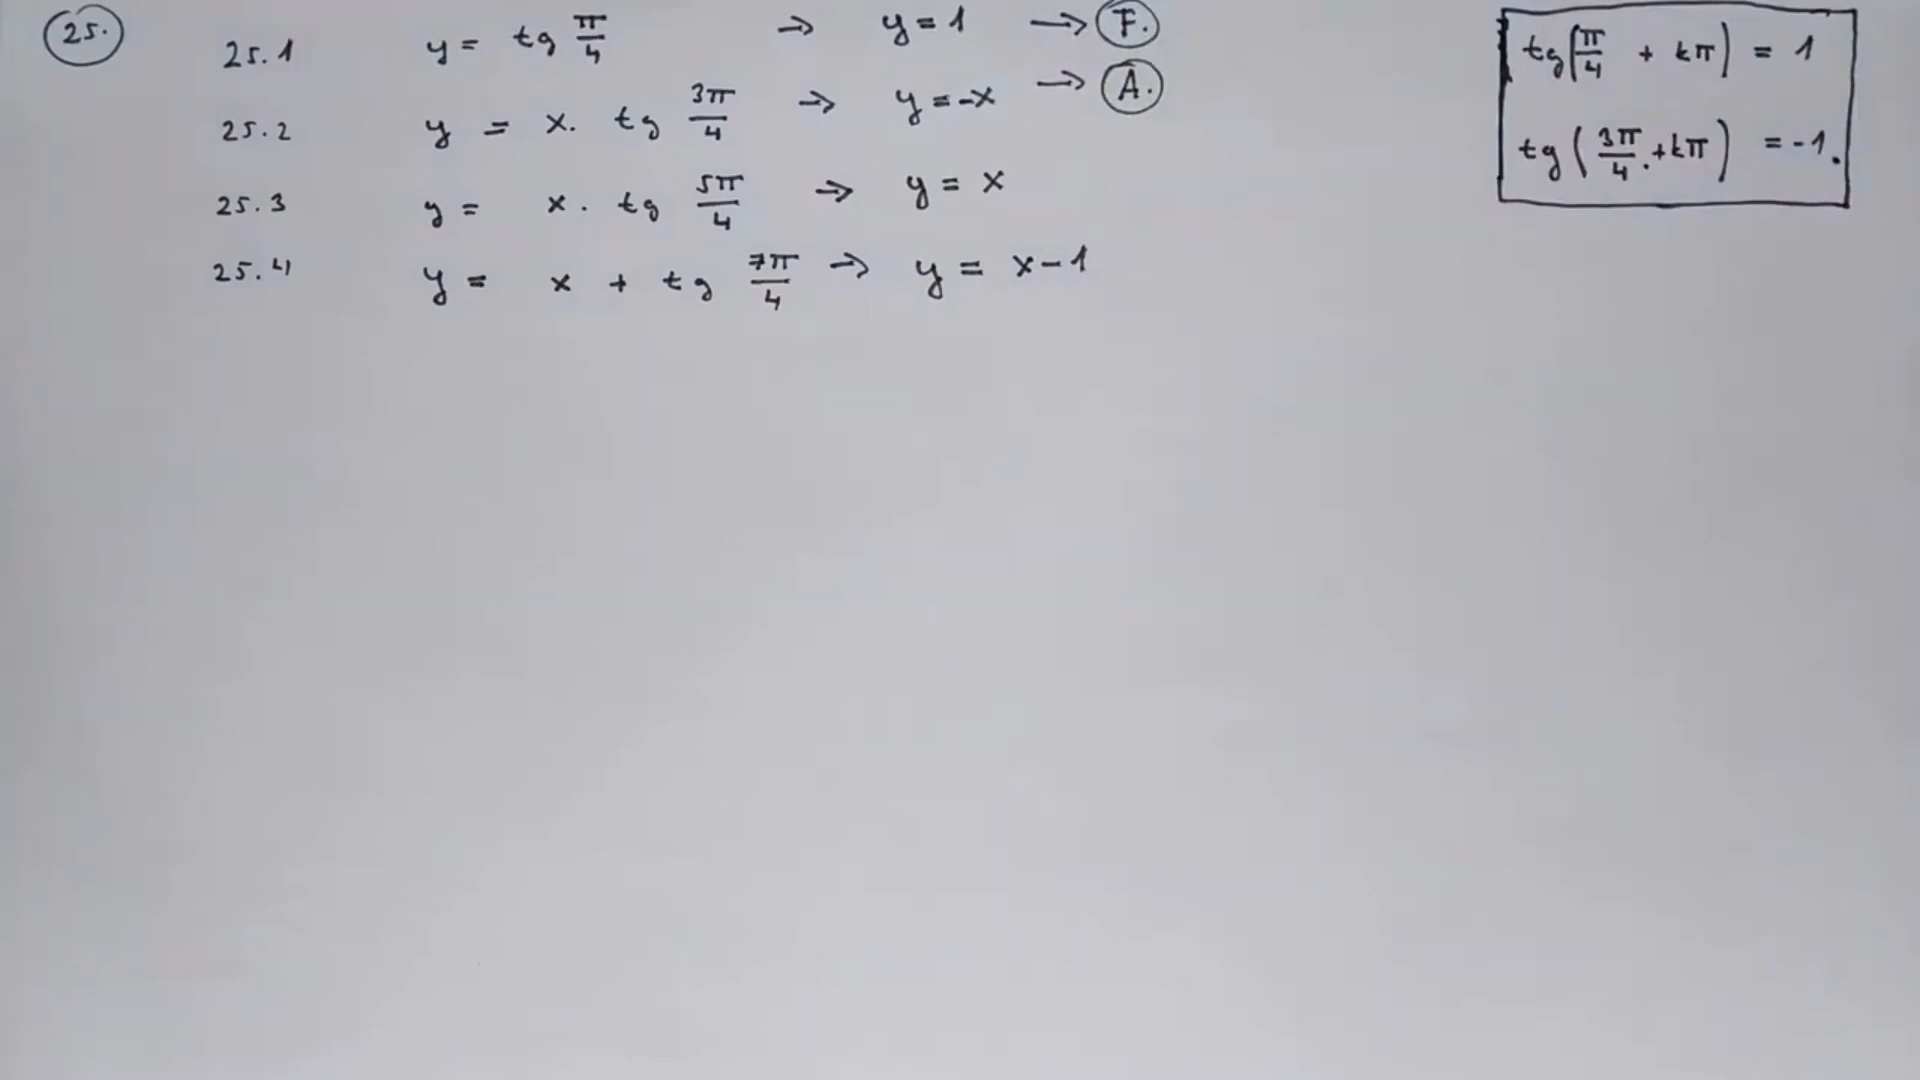 25.
25.1 y = tg π/4 → y = 1 → F.
25.2 y = x. tg 3π/4 → y = -x → A.
25.3 y = x . tg 5π/4 → y = x
25.4 y = x + tg 7π/4 → y = x - 1
tg(π/4 + kπ) = 1
tg(3π/4 . + kπ) = -1.